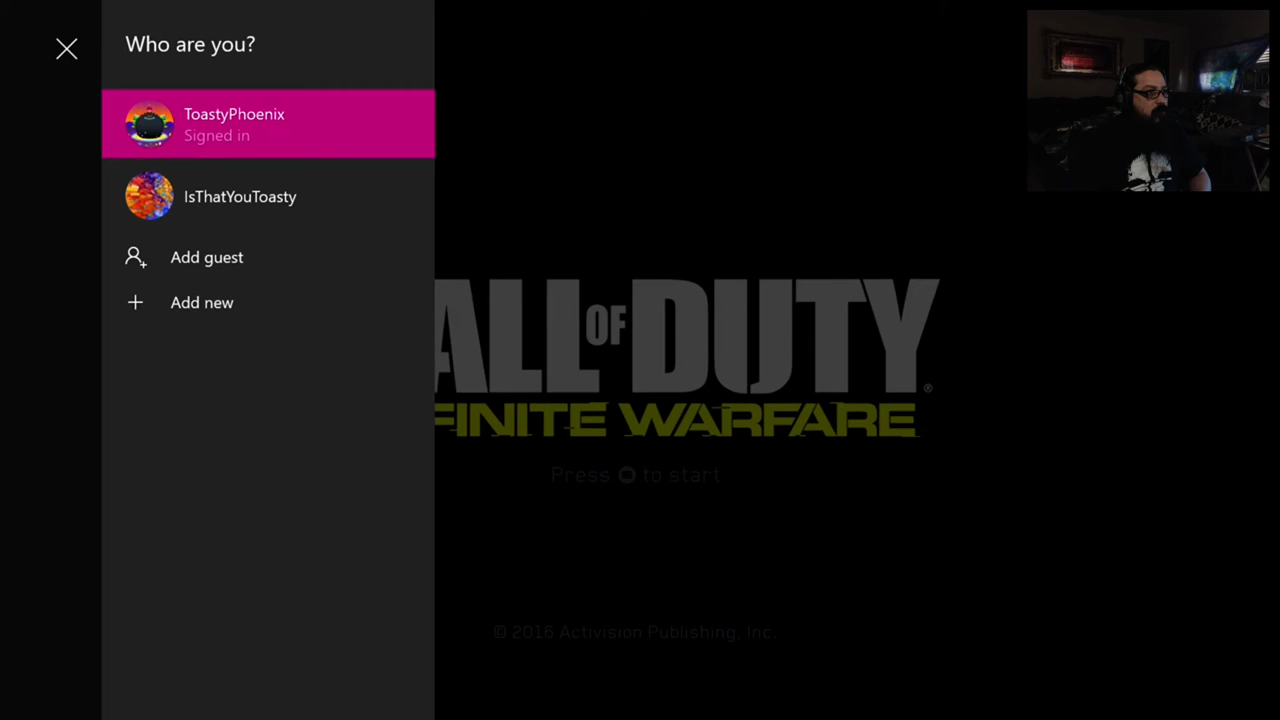 Who are you?
ToastyPhoenix
Signed in
IsThatYouToasty
Add guest
Add new
ALL OF DUTY®
FINITE WARFARE
Press to start
© 2016 Activision Publishing, Inc.